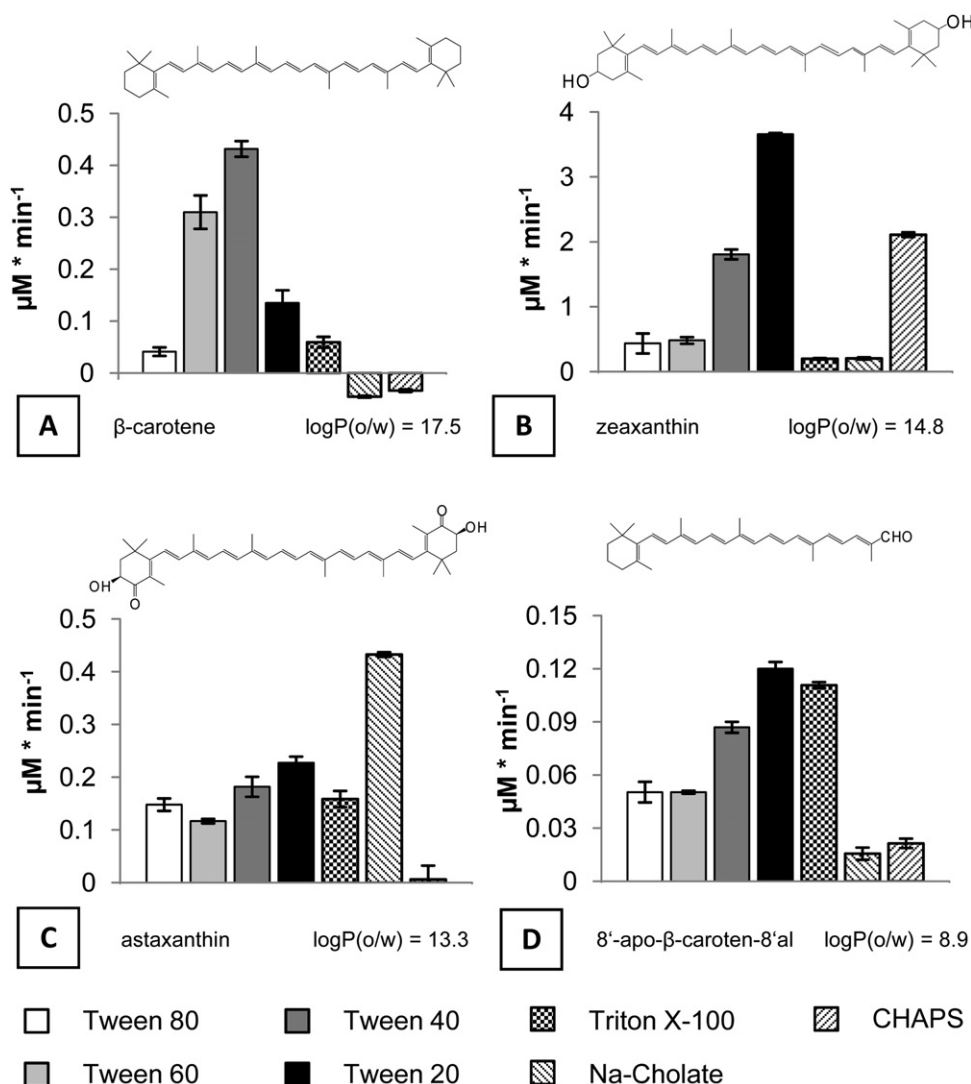 OH
HO
0.5
0.4
0.3
0.2
0.1
0
µM * min-1
A
β-carotene
logP(o/w) = 17.5
4
3
2
1
0
µM * min-1
B
zeaxanthin
logP(o/w) = 14.8
O
OH
OH
O
0.5
0.4
0.3
0.2
0.1
0
µM * min-1
C
astaxanthin
logP(o/w) = 13.3
CHO
0.15
0.12
0.09
0.06
0.03
0
µM * min-1
D
8‘-apo-β-caroten-8‘al
logP(o/w) = 8.9
Tween 80
Tween 40
Triton X-100
CHAPS
Tween 60
Tween 20
Na-Cholate